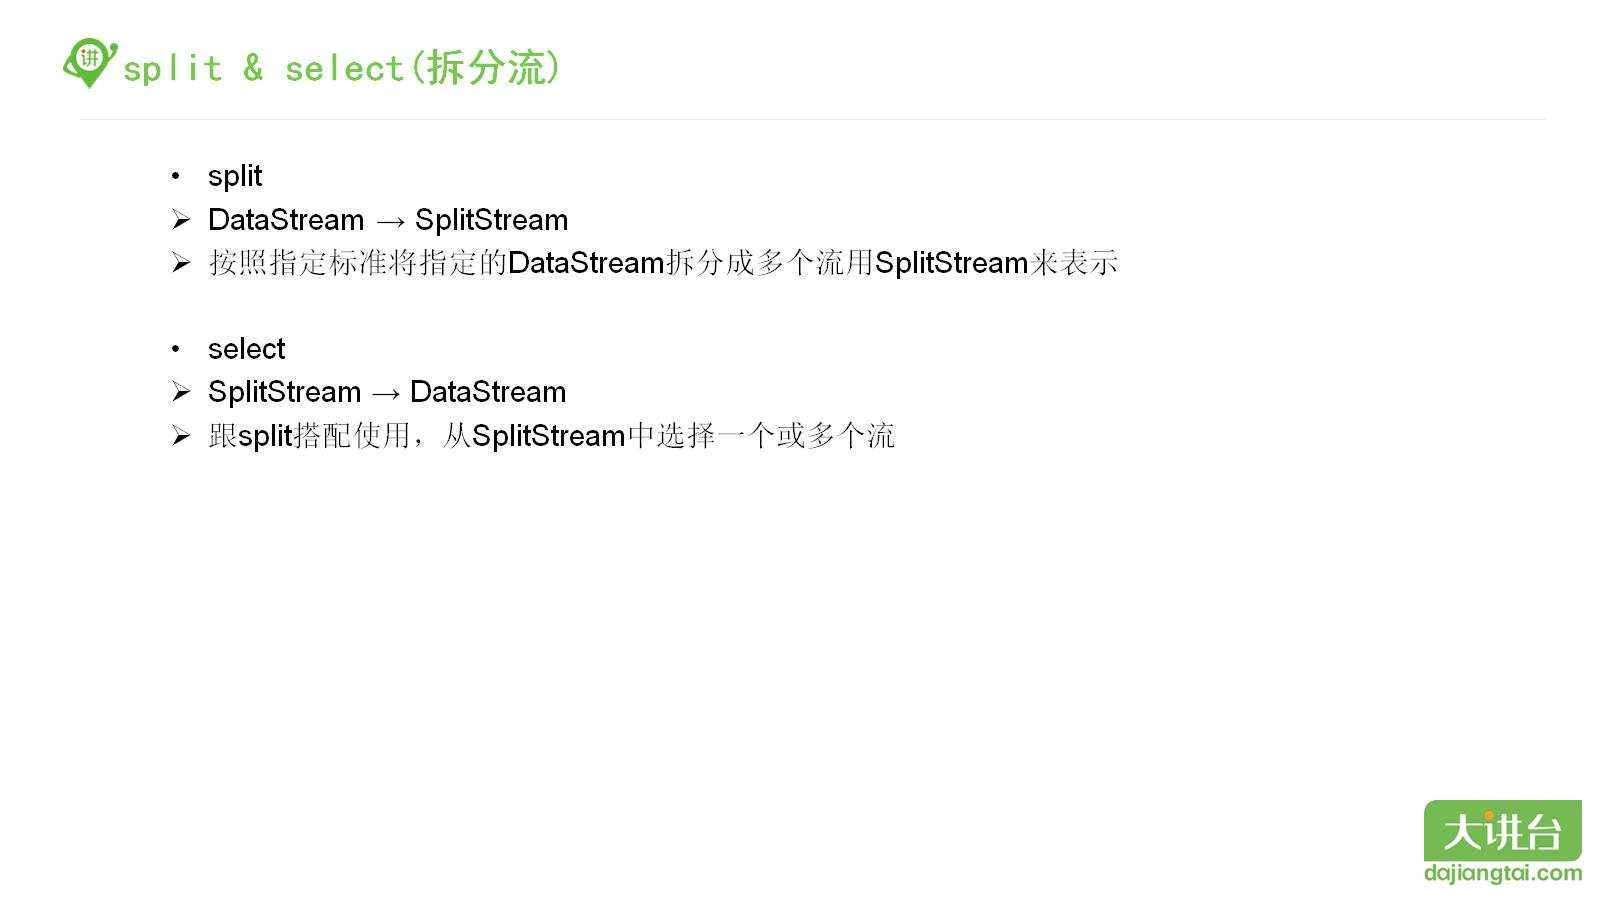 讲
split & select(拆分流)
• split
➢ DataStream → SplitStream
➢ 按照指定标准将指定的DataStream拆分成多个流用SplitStream来表示
• select
➢ SplitStream → DataStream
➢ 跟split搭配使用，从SplitStream中选择一个或多个流
大讲台
dajiangtai.com